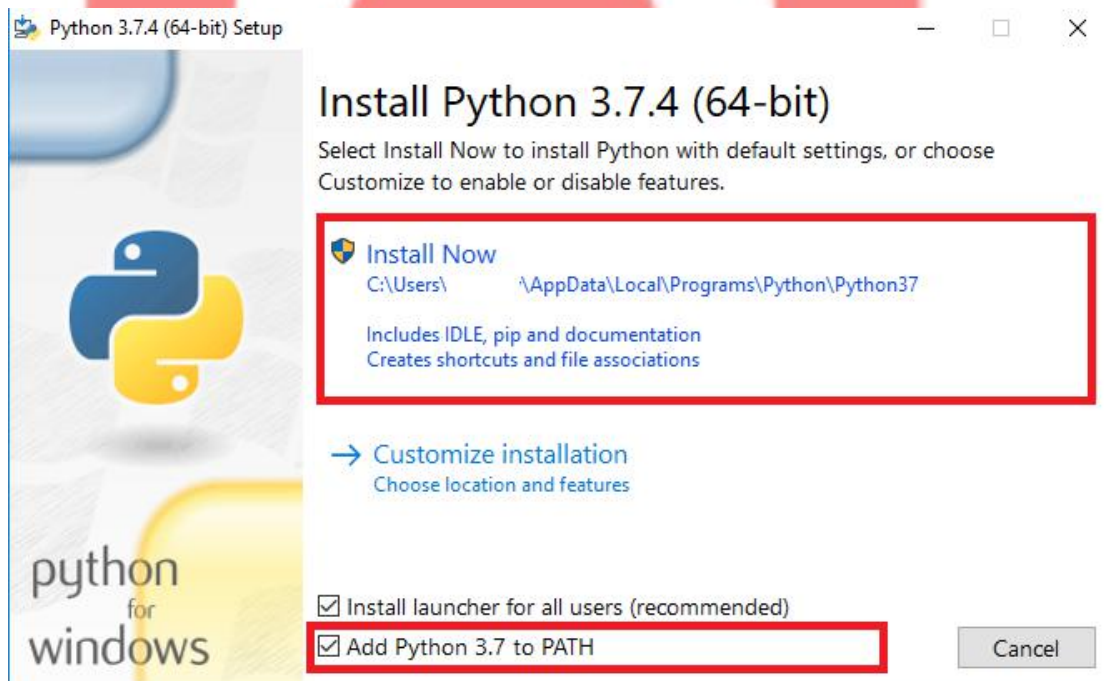 Python 3.7.4 (64-bit) Setup
Install Python 3.7.4 (64-bit)
Select Install Now to install Python with default settings, or choose
Customize to enable or disable features.
Install Now
C:\Users\ \AppData\Local\Programs\Python\Python37
Includes IDLE, pip and documentation
Creates shortcuts and file associations
Customize installation
Choose location and features
python
for
windows
Install launcher for all users (recommended)
Add Python 3.7 to PATH
Cancel